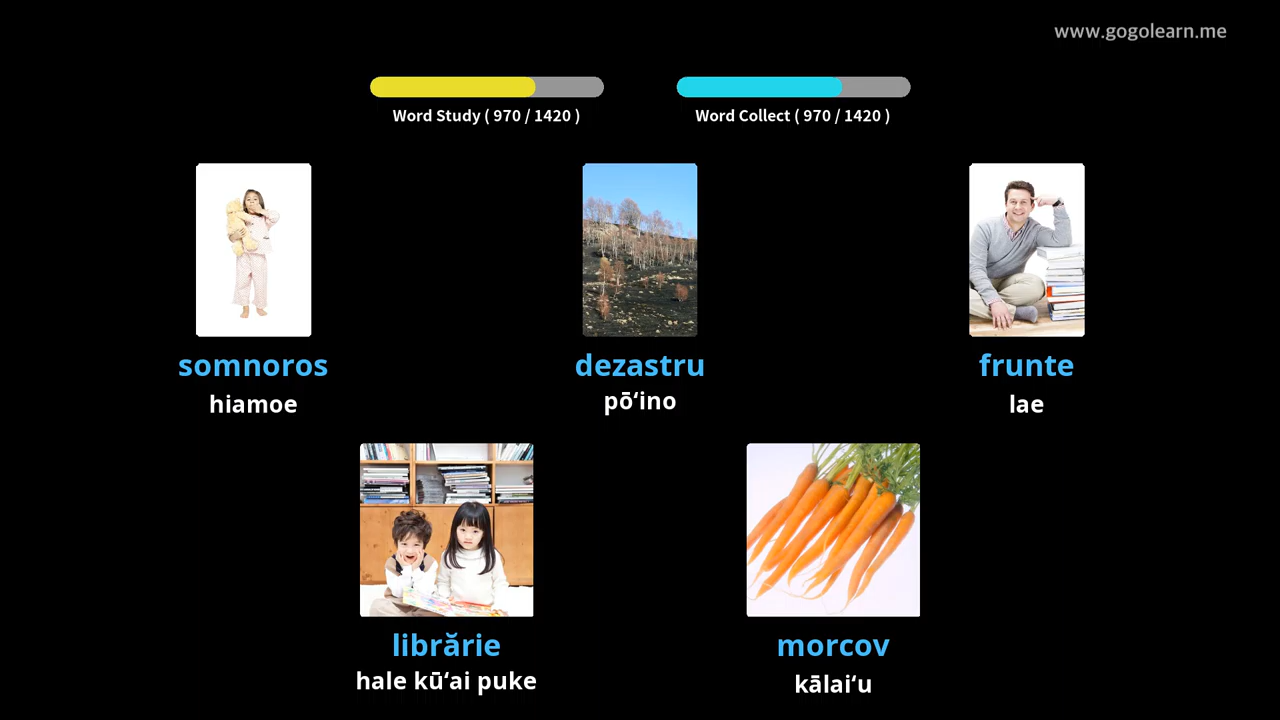 www.gogolearn.me
Word Study ( 970 / 1420 )
Word Collect ( 970 / 1420 )
somnoros
dezastru
frunte
hiamoe
pōʻino
lae
librărie
morcov
hale kūʻai puke
kālaiʻu